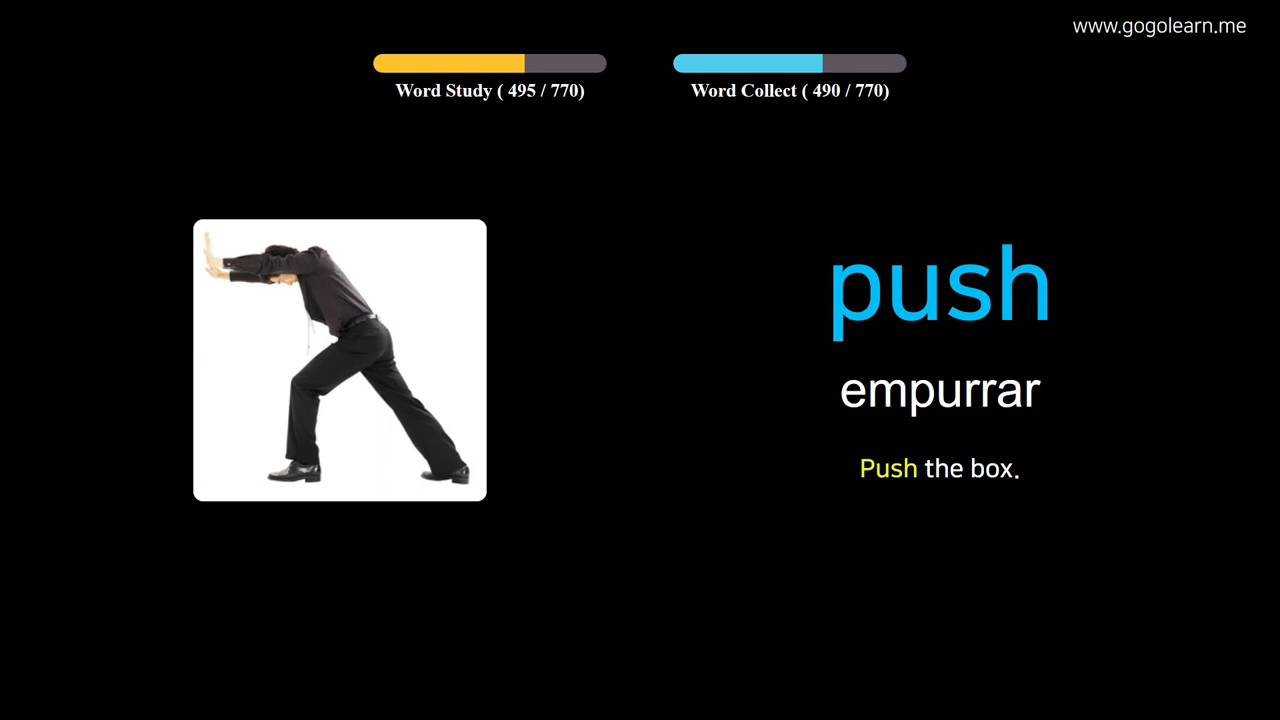 www.gogolearn.me
Word Study ( 495 / 770)
Word Collect ( 490 / 770)
push
empurrar
Push the box.